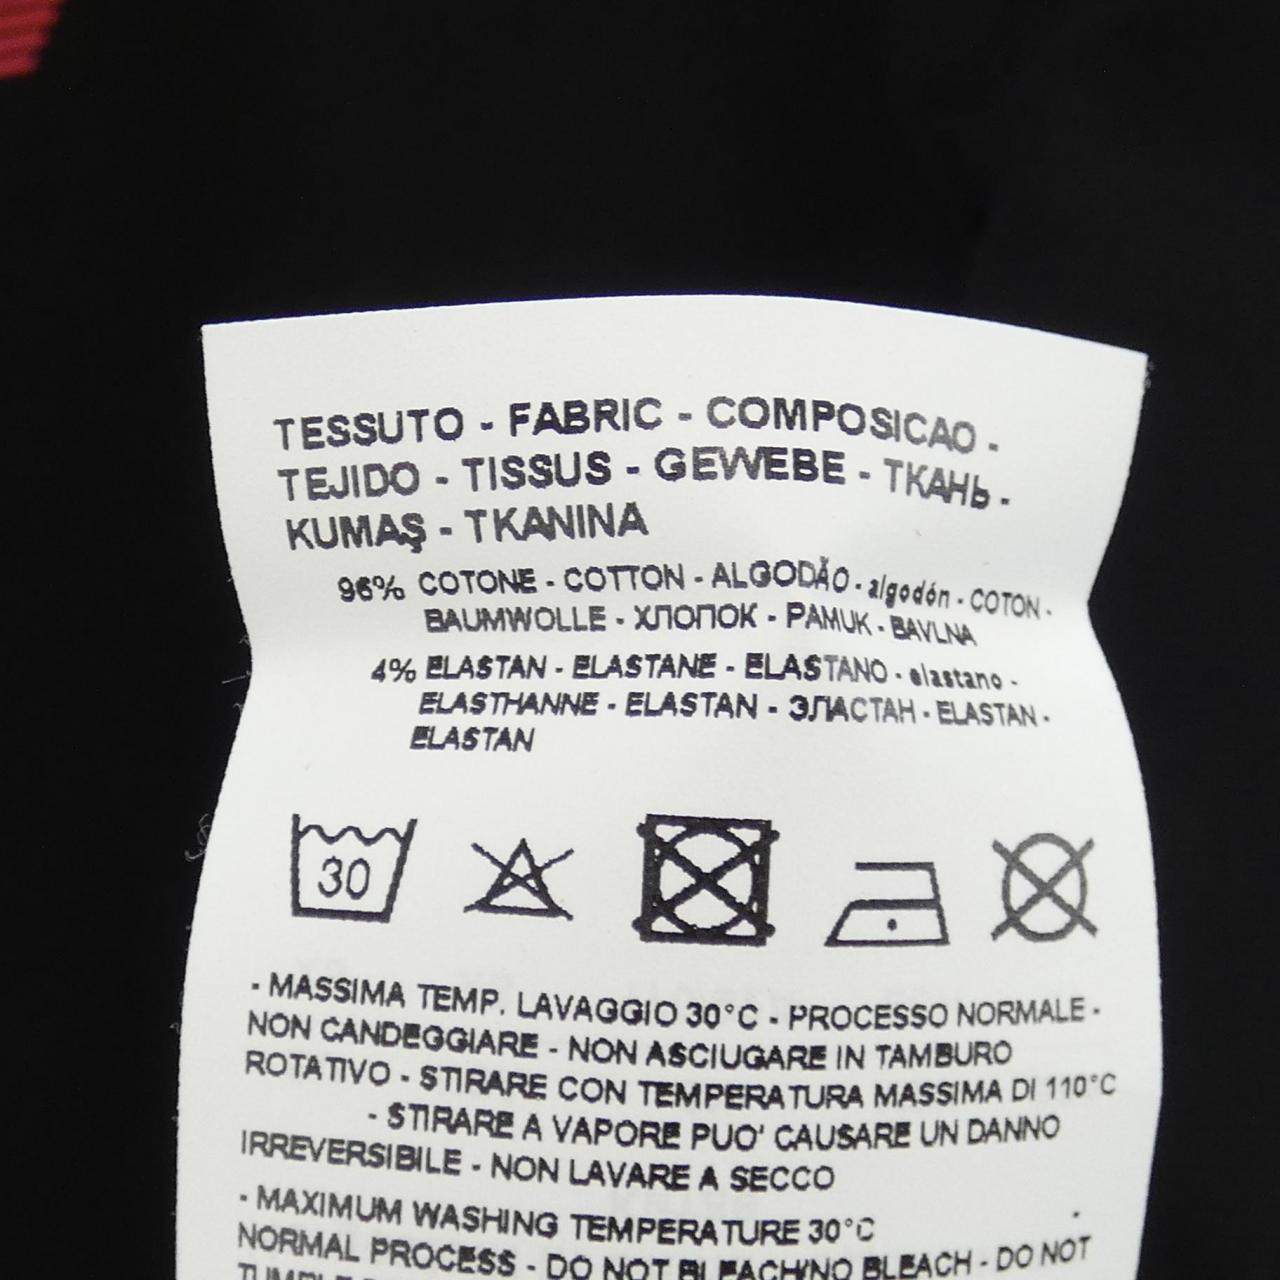 TESSUTO - FABRIC - COMPOSICAO -
TEJIDO - TISSUS - GEWEBE - ТКАНЬ -
KUMAŞ - TKANINA
96% COTONE - COTTON - ALGODÃO - algodón - COTON -
BAUMWOLLE - ХЛОПОК - PAMUK - BAVLNA
4% ELASTAN - ELASTANE - ELASTANO - elastano -
ELASTHANNE - ELASTAN - ЭЛАСТАН - ELASTAN -
ELASTAN
30
- MASSIMA TEMP. LAVAGGIO 30°C - PROCESSO NORMALE -
NON CANDEGGIARE - NON ASCIUGARE IN TAMBURO
ROTATIVO - STIRARE CON TEMPERATURA MASSIMA DI 110°C
- STIRARE A VAPORE PUO' CAUSARE UN DANNO
IRREVERSIBILE - NON LAVARE A SECCO
- MAXIMUM WASHING TEMPERATURE 30°C
NORMAL PROCESS - DO NOT BLEACH/NO BLEACH - DO NOT